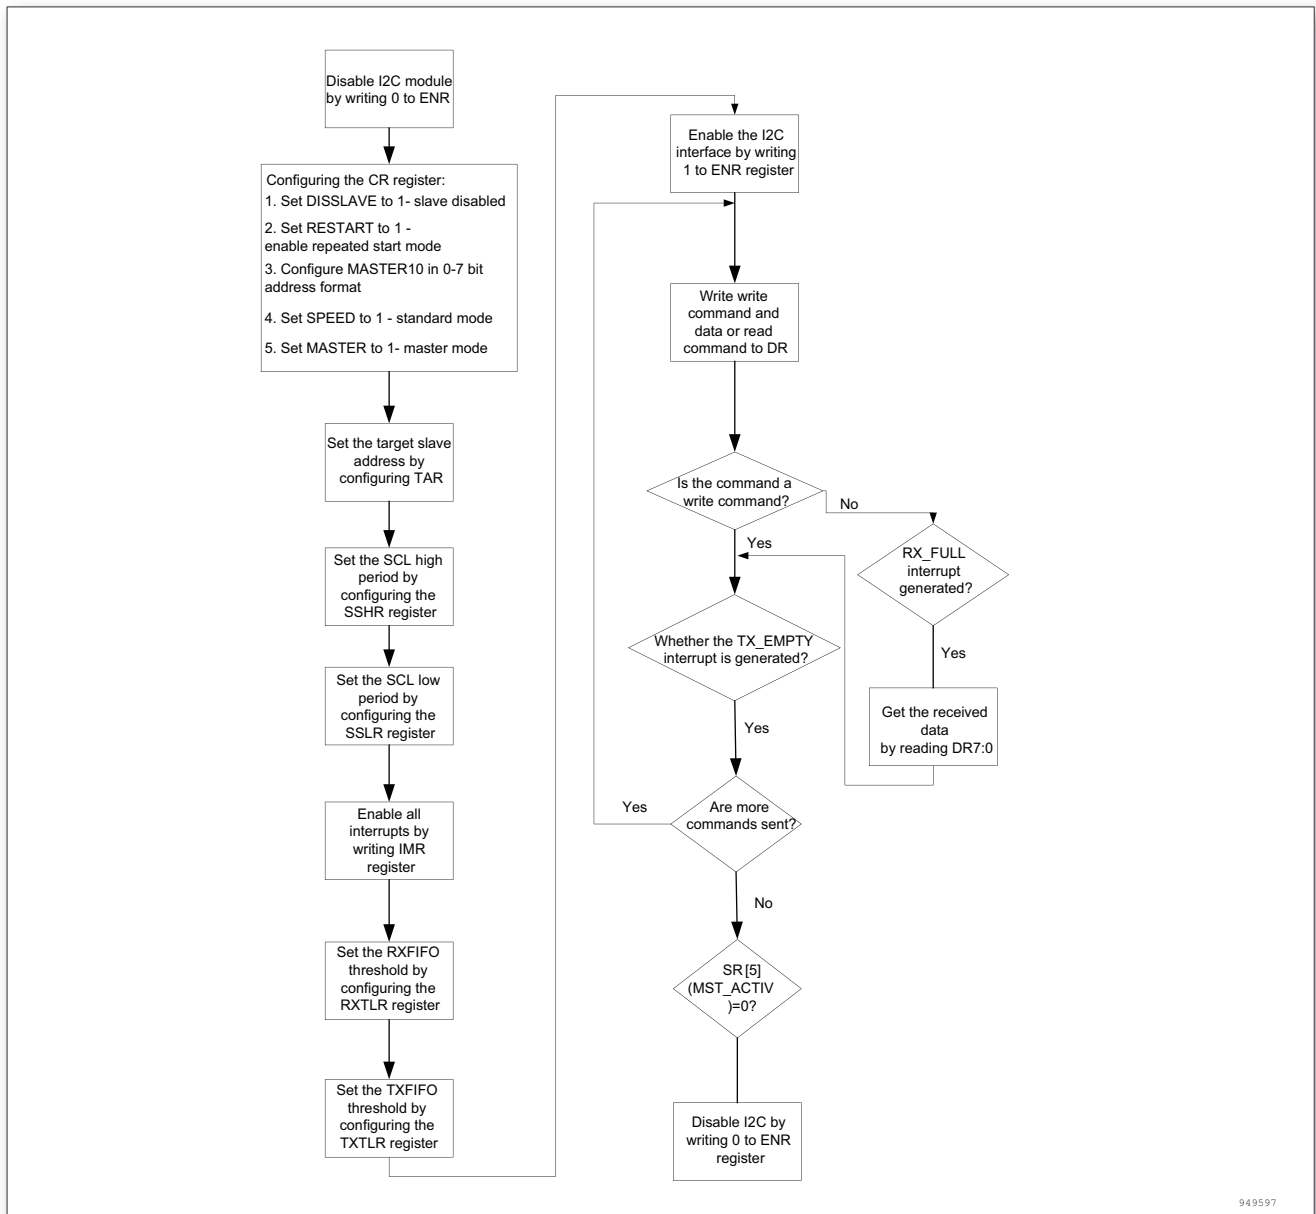 Disable I2C module
by writing 0 to ENR
Configuring the CR register:
1. Set DISSLAVE to 1- slave disabled
2. Set RESTART to 1 -
enable repeated start mode
3. Configure MASTER10 in 0-7 bit
address format
4. Set SPEED to 1 - standard mode
5. Set MASTER to 1- master mode
Set the target slave
address by
configuring TAR
Set the SCL high
period by
configuring the
SSHR register
Set the SCL low
period by
configuring the
SSLR register
Enable all
interrupts by
writing IMR
register
Set the RXFIFO
threshold by
configuring the
RXTLR register
Set the TXFIFO
threshold by
configuring the
TXTLR register
Enable the I2C
interface by writing
1 to ENR register
Write write
command and
data or read
command to DR
Is the command a
write command?
No
Yes
RX_FULL
interrupt
generated?
Yes
Get the received
data
by reading DR7:0
Whether the TX_EMPTY
interrupt is generated?
Yes
Are more
commands sent?
Yes
No
SR[5]
(MST_ACTIV
)=0?
Disable I2C by
writing 0 to ENR
register
949597